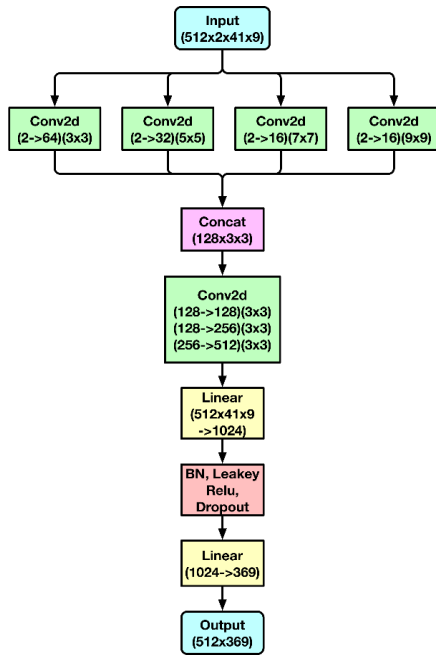 Input
(512x2x41x9)
Conv2d
(2->64)(3x3)
Conv2d
(2->32)(5x5)
Conv2d
(2->16)(7x7)
Conv2d
(2->16)(9x9)
Concat
(128x3x3)
Conv2d
(128->128)(3x3)
(128->256)(3x3)
(256->512)(3x3)
Linear
(512x41x9
->1024)
BN, Leakey
Relu,
Dropout
Linear
(1024->369)
Output
(512x369)